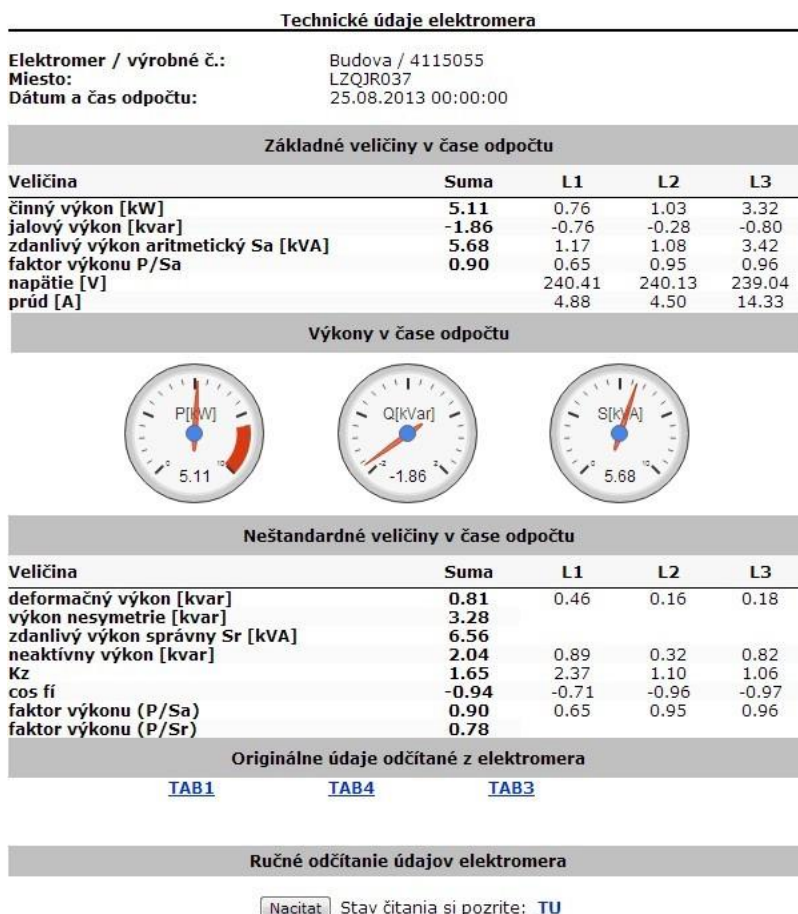 Technické údaje elektromera
Elektromer / výrobné č.: Budova / 4115055
Miesto: LZQJR037
Dátum a čas odpočtu: 25.08.2013 00:00:00
Základné veličiny v čase odpočtu
Veličina Suma L1 L2 L3
činný výkon [kW] 5.11 0.76 1.03 3.32
jalový výkon [kvar] -1.86 -0.76 -0.28 -0.80
zdanlivý výkon aritmetický Sa [kVA] 5.68 1.17 1.08 3.42
faktor výkonu P/Sa 0.90 0.65 0.95 0.96
napätie [V] 240.41 240.13 239.04
prúd [A] 4.88 4.50 14.33
Výkony v čase odpočtu
P[kW] Q[kVar] S[kVA]
0 10 -2 2 0 10
5.11 -1.86 5.68
Neštandardné veličiny v čase odpočtu
Veličina Suma L1 L2 L3
deformačný výkon [kvar] 0.81 0.46 0.16 0.18
výkon nesymetrie [kvar] 3.28
zdanlivý výkon správny Sr [kVA] 6.56
neaktívny výkon [kvar] 2.04 0.89 0.32 0.82
Kz 1.65 2.37 1.10 1.06
cos fí -0.94 -0.71 -0.96 -0.97
faktor výkonu (P/Sa) 0.90 0.65 0.95 0.96
faktor výkonu (P/Sr) 0.78
Originálne údaje odčítané z elektromera
TAB1 TAB4 TAB3
Ručné odčítanie údajov elektromera
Nacitat Stav čítania si pozrite: TU